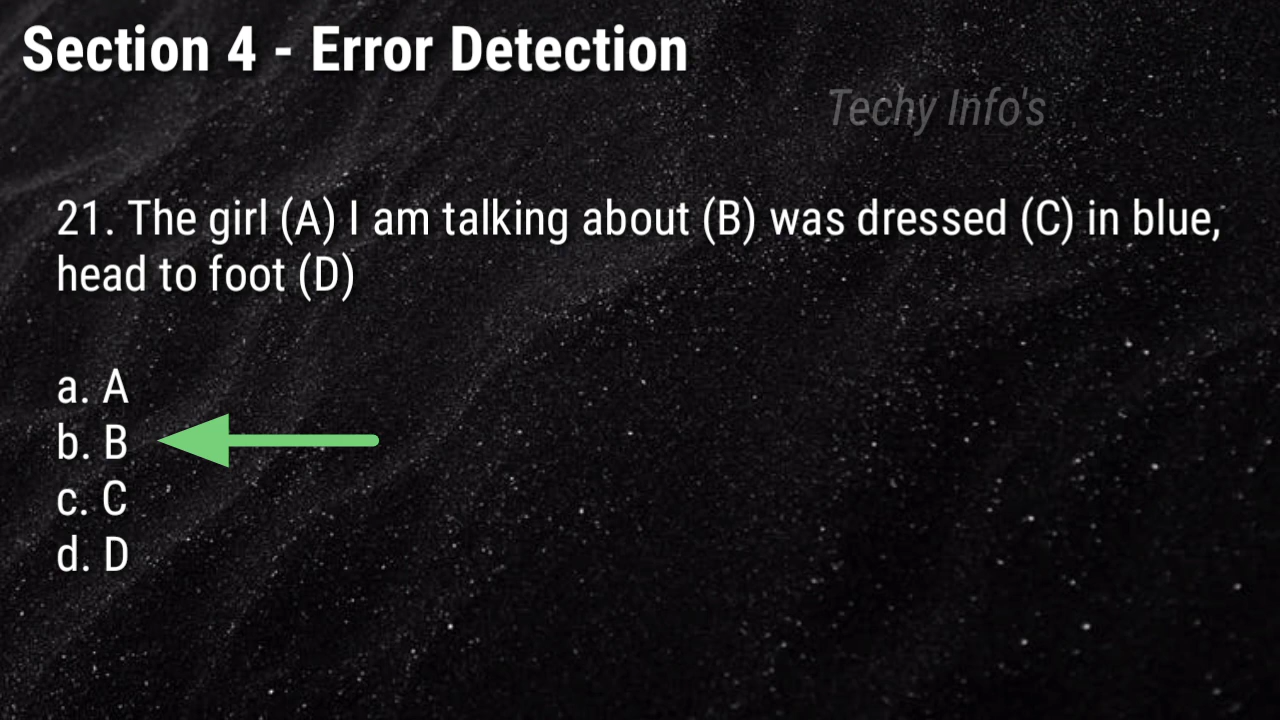 Section 4 - Error Detection
Techy Info's
21. The girl (A) I am talking about (B) was dressed (C) in blue,
head to foot (D)
a. A
b. B
c. C
d. D